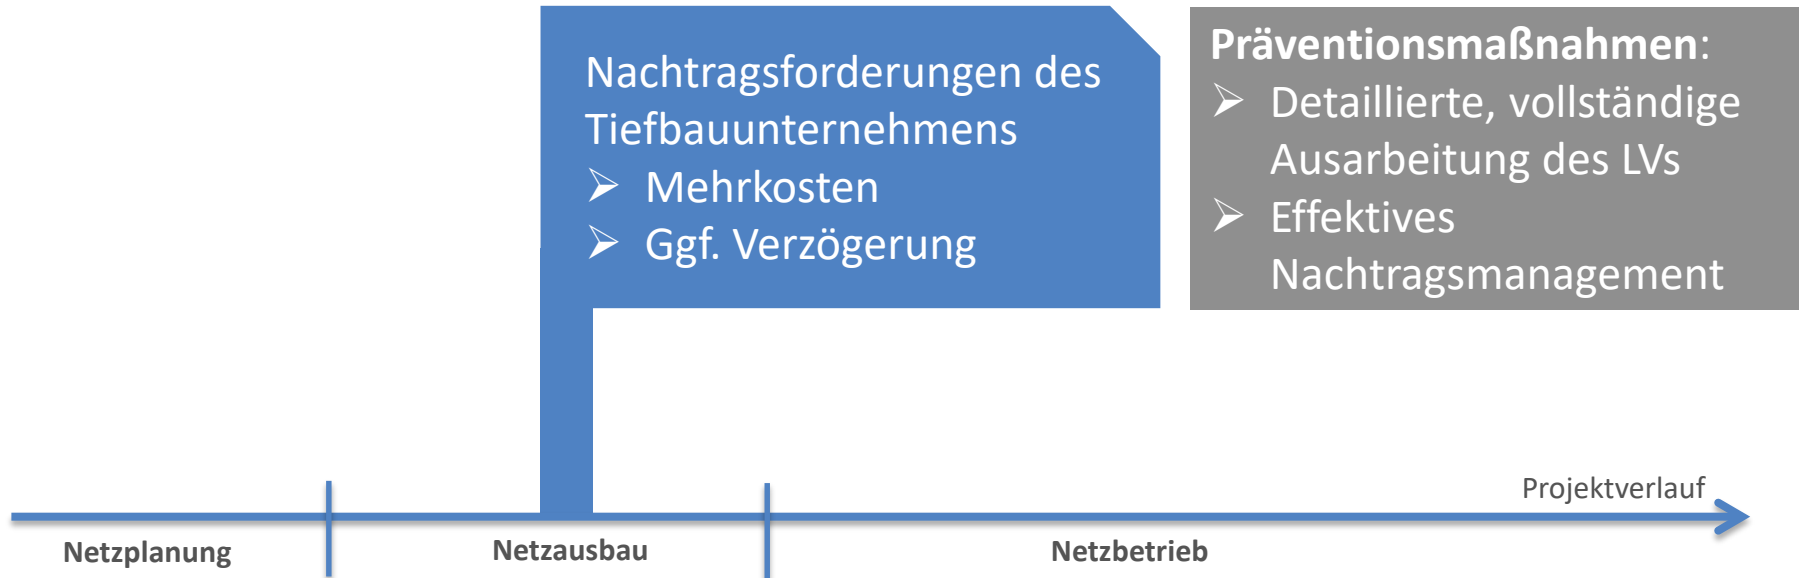 Nachtragsforderungen des
Tiefbauunternehmens
➢ Mehrkosten
➢ Ggf. Verzögerung
Präventionsmaßnahmen:
➢ Detaillierte, vollständige
Ausarbeitung des LVs
➢ Effektives
Nachtragsmanagement
Projektverlauf
Netzplanung
Netzausbau
Netzbetrieb